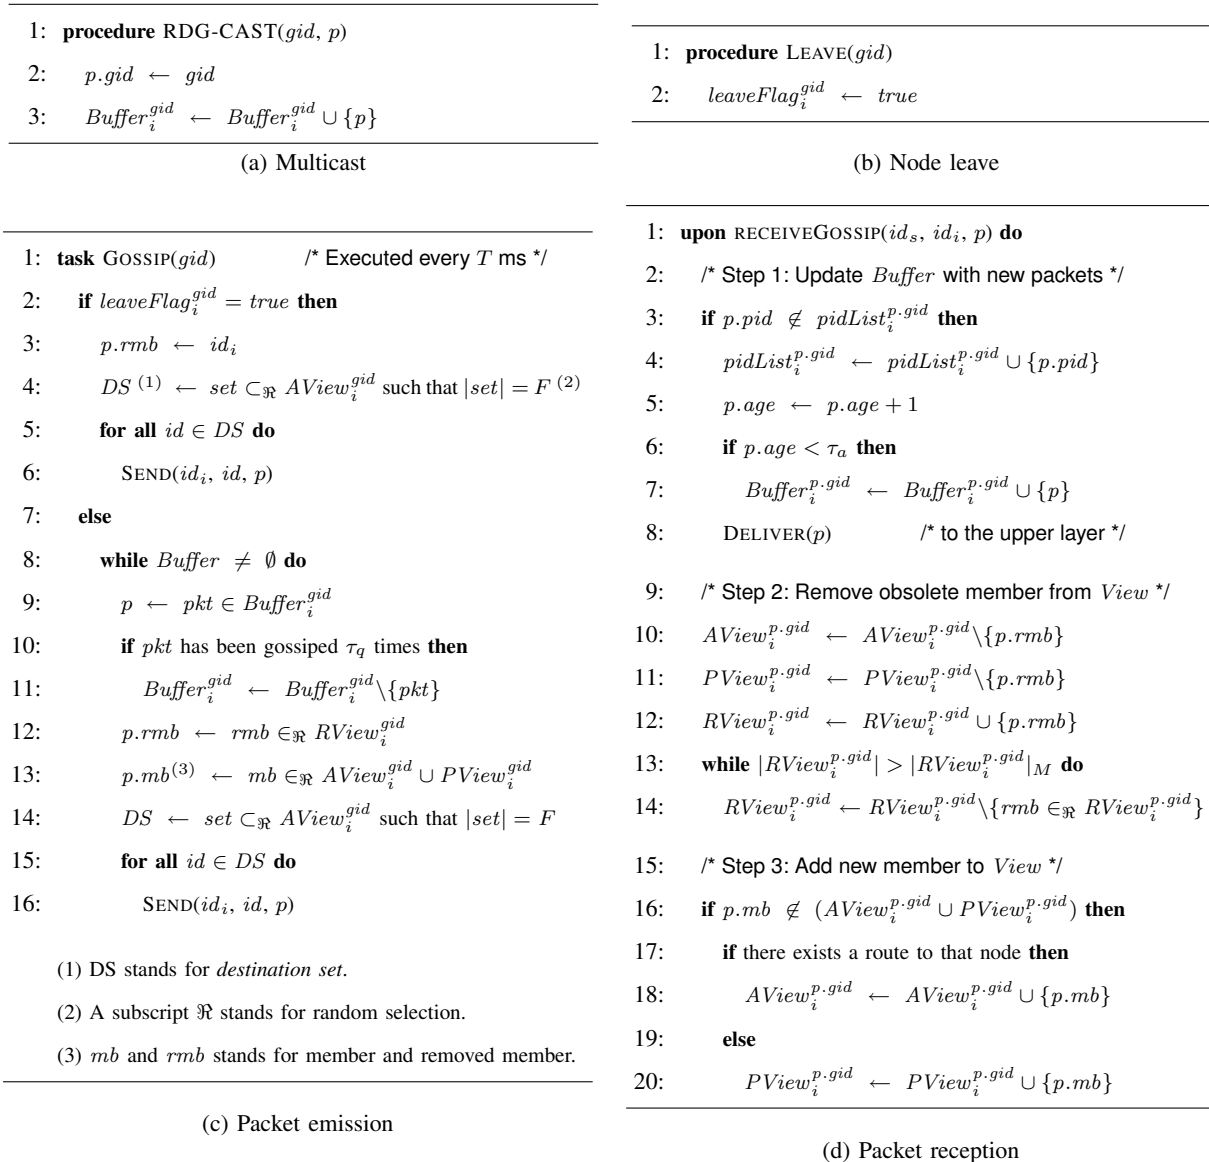 1: procedure RDG-CAST(gid, p)
2: p.gid ← gid
3: Buffer_i^{gid} ← Buffer_i^{gid} ∪ {p}
(a) Multicast
1: procedure LEAVE(gid)
2: leaveFlag_i^{gid} ← true
(b) Node leave
1: task GOSSIP(gid) /* Executed every T ms */
2: if leaveFlag_i^{gid} = true then
3: p.rmb ← id_i
4: DS (1) ← set ⊂_ℜ AView_i^{gid} such that |set| = F (2)
5: for all id ∈ DS do
6: SEND(id_i, id, p)
7: else
8: while Buffer ≠ ∅ do
9: p ← pkt ∈ Buffer_i^{gid}
10: if pkt has been gossiped τ_q times then
11: Buffer_i^{gid} ← Buffer_i^{gid}\{pkt}
12: p.rmb ← rmb ∈_ℜ RView_i^{gid}
13: p.mb(3) ← mb ∈_ℜ AView_i^{gid} ∪ PView_i^{gid}
14: DS ← set ⊂_ℜ AView_i^{gid} such that |set| = F
15: for all id ∈ DS do
16: SEND(id_i, id, p)
(1) DS stands for destination set.
(2) A subscript ℜ stands for random selection.
(3) mb and rmb stands for member and removed member.
(c) Packet emission
1: upon RECEIVEGOSSIP(id_s, id_i, p) do
2: /* Step 1: Update Buffer with new packets */
3: if p.pid ∉ pidList_i^{p.gid} then
4: pidList_i^{p.gid} ← pidList_i^{p.gid} ∪ {p.pid}
5: p.age ← p.age + 1
6: if p.age < τ_a then
7: Buffer_i^{p.gid} ← Buffer_i^{p.gid} ∪ {p}
8: DELIVER(p) /* to the upper layer */
9: /* Step 2: Remove obsolete member from View */
10: AView_i^{p.gid} ← AView_i^{p.gid}\{p.rmb}
11: PView_i^{p.gid} ← PView_i^{p.gid}\{p.rmb}
12: RView_i^{p.gid} ← RView_i^{p.gid} ∪ {p.rmb}
13: while |RView_i^{p.gid}| > |RView_i^{p.gid}|_M do
14: RView_i^{p.gid} ← RView_i^{p.gid}\{rmb ∈_ℜ RView_i^{p.gid}}
15: /* Step 3: Add new member to View */
16: if p.mb ∉ (AView_i^{p.gid} ∪ PView_i^{p.gid}) then
17: if there exists a route to that node then
18: AView_i^{p.gid} ← AView_i^{p.gid} ∪ {p.mb}
19: else
20: PView_i^{p.gid} ← PView_i^{p.gid} ∪ {p.mb}
(d) Packet reception